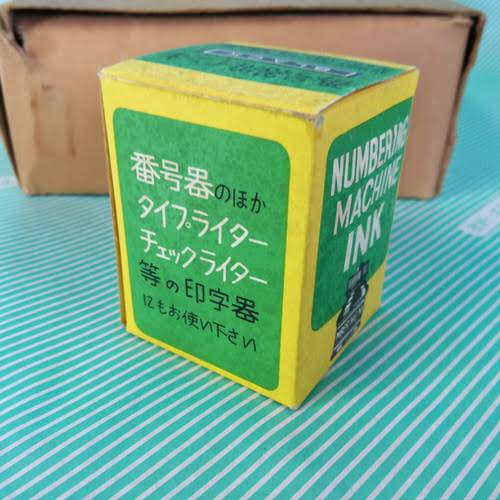 番号器のほか
タイプライター
チェックライター
等の印字器
にもお使い下さい
NUMBERING
MACHINE
INK